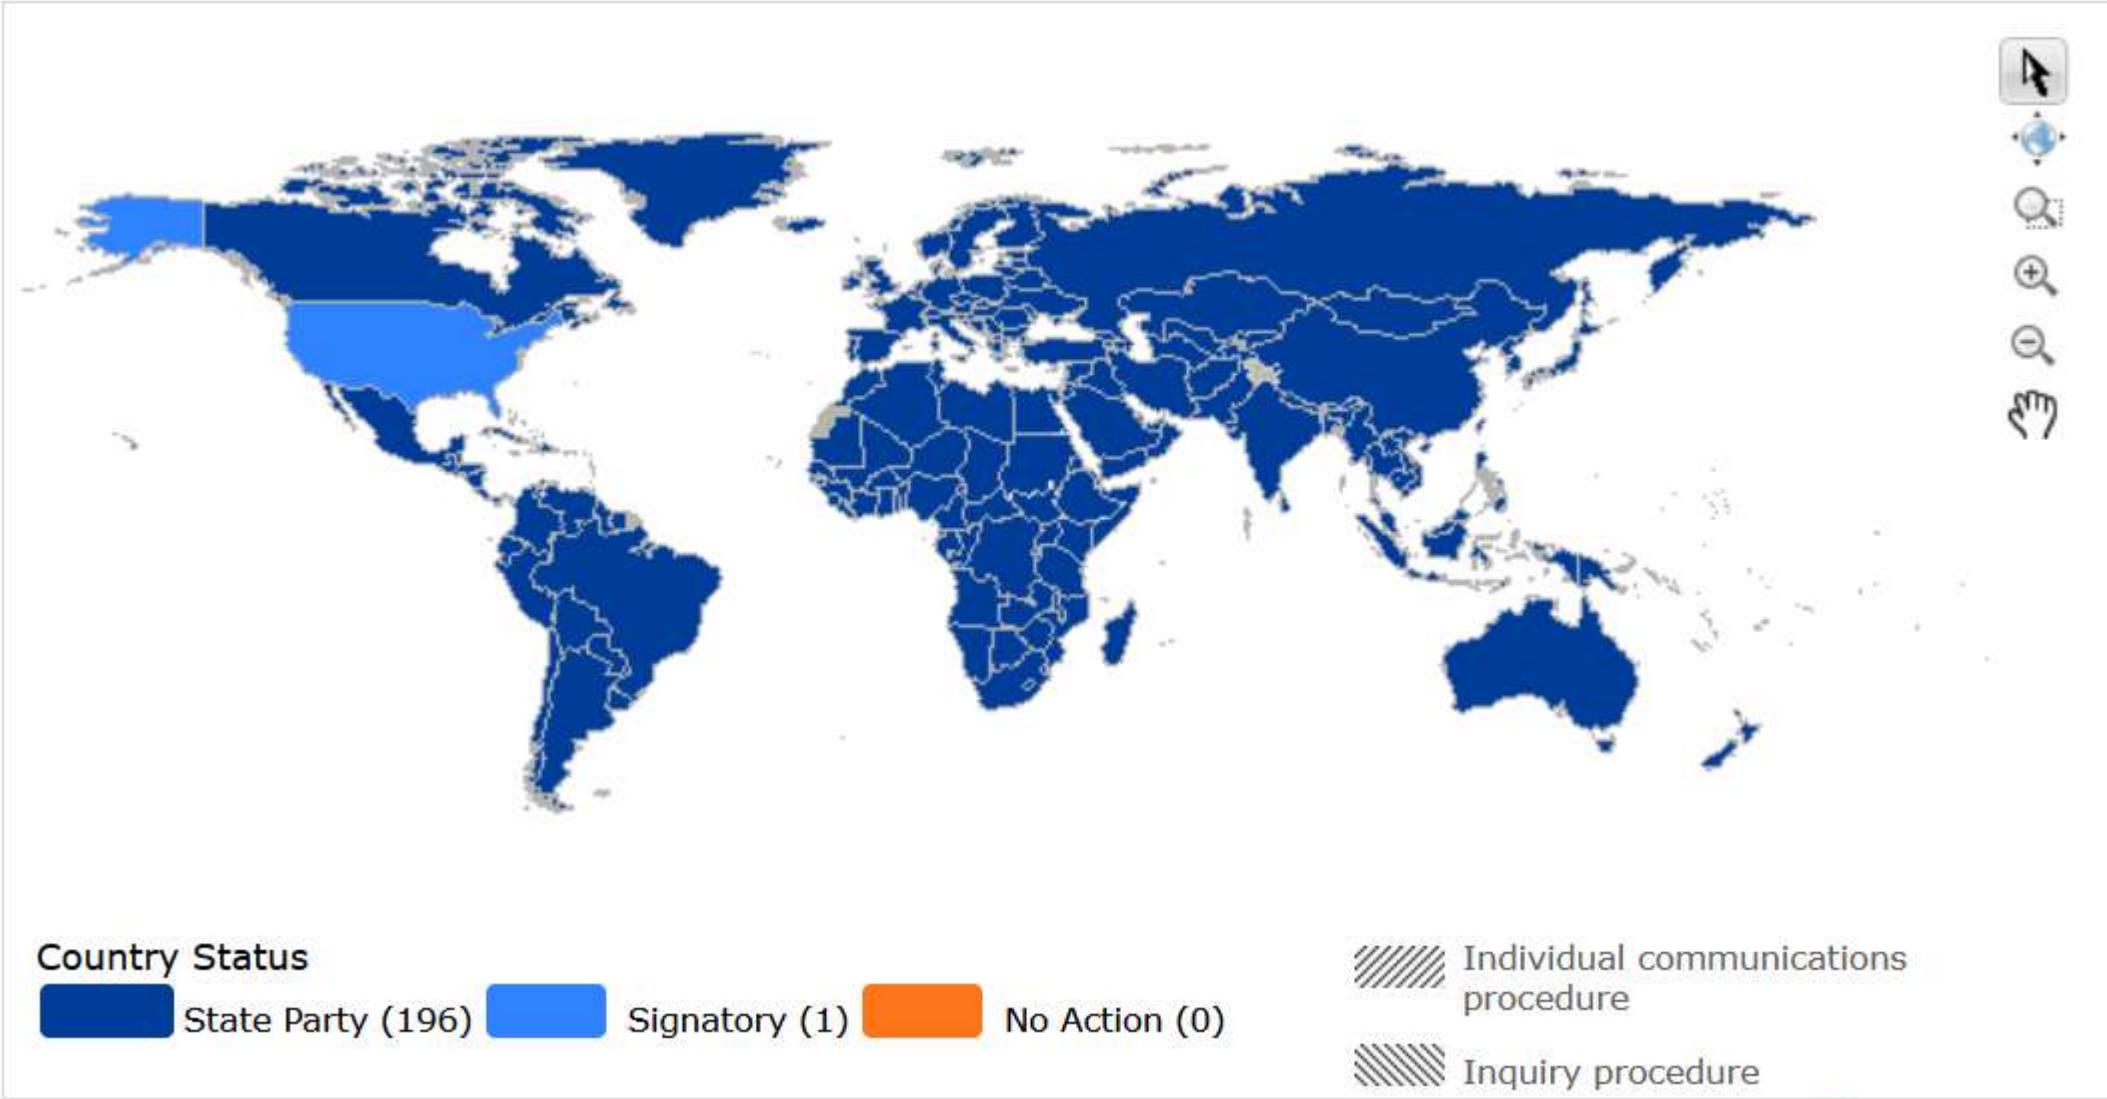 Country Status
State Party (196) Signatory (1) No Action (0)
Individual communications
procedure
Inquiry procedure